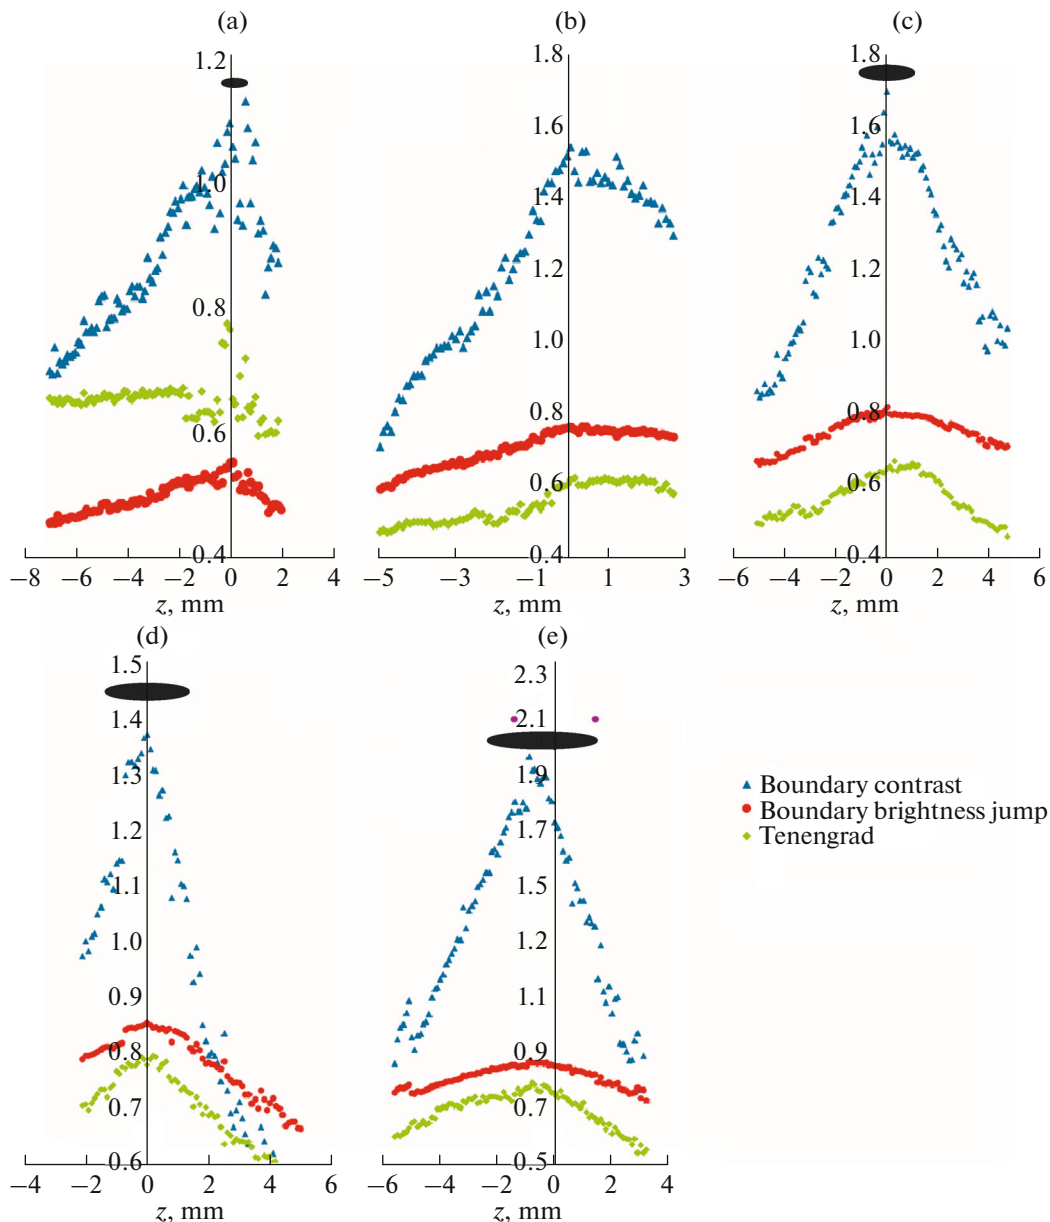 (a) (b) (c)
1.2 1.8 1.8
1.6 1.6
1.0 1.4 1.4
1.2 1.2
0.8 1.0 1.0
0.6 0.8 0.8
0.6 0.6
0.4 0.4 0.4
−8 −6 −4 −2 0 2 4 −5 −3 −1 1 3 −6 −4 −2 0 2 4 6
z, mm z, mm z, mm
(d) (e)
1.5 2.3
1.4 2.1
1.3 1.9
1.2 1.7
1.1 1.5
1.0 1.2
0.9 1.1
0.8 0.9
0.7 0.7
0.6 0.5
−4 −2 0 2 4 6 −6 −4 −2 0 2 4
z, mm z, mm
Boundary contrast
Boundary brightness jump
Tenengrad